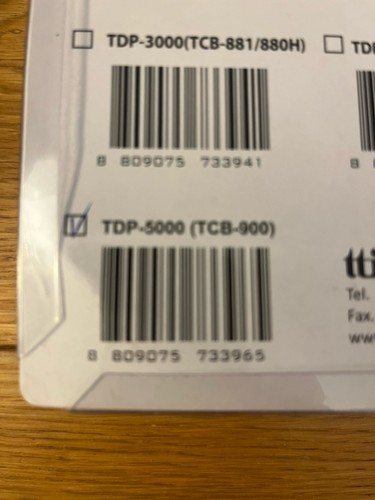 TDP-3000(TCB-881/880H)
8 809075 733941
TDP-5000 (TCB-900)
8 809075 733965
Tel.
Fax.